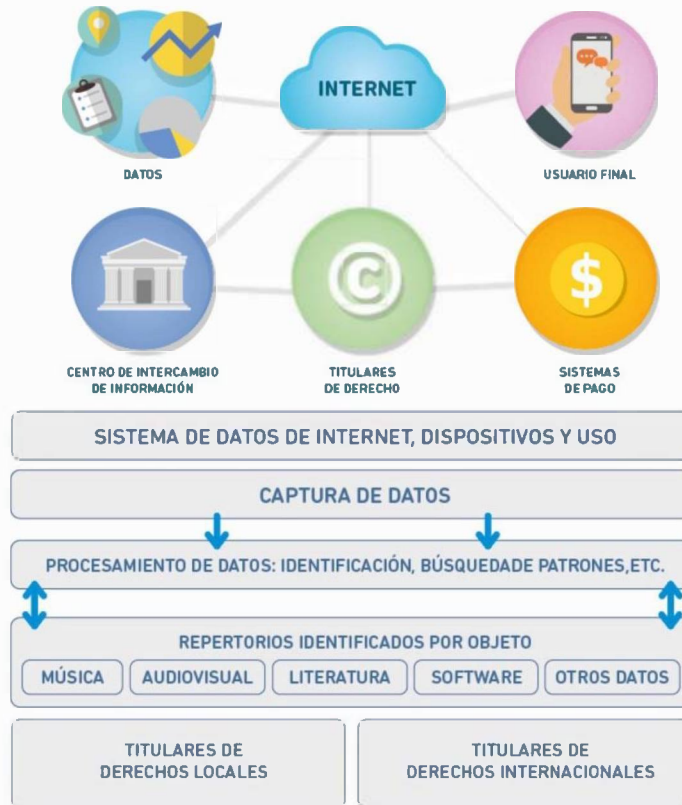 INTERNET
DATOS
USUARIO FINAL
©
$
CENTRO DE INTERCAMBIO
DE INFORMACIÓN
TITULARES
DE DERECHO
SISTEMAS
DE PAGO
SISTEMA DE DATOS DE INTERNET, DISPOSITIVOS Y USO
CAPTURA DE DATOS
PROCESAMIENTO DE DATOS: IDENTIFICACIÓN, BÚSQUEDADE PATRONES,ETC.
REPERTORIOS IDENTIFICADOS POR OBJETO
MÚSICA
AUDIOVISUAL
LITERATURA
SOFTWARE
OTROS DATOS
TITULARES DE
DERECHOS LOCALES
TITULARES DE
DERECHOS INTERNACIONALES